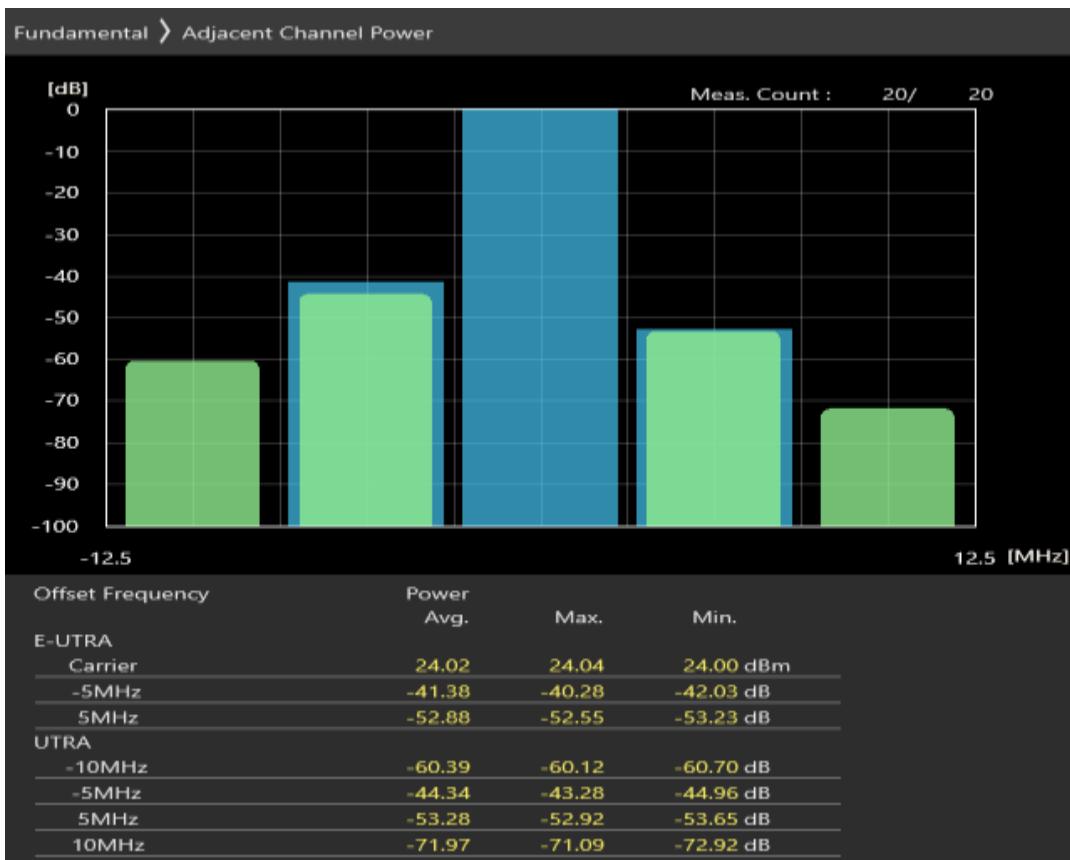 Fundamental 〉 Adjacent Channel Power
[dB]
Meas. Count : 20/ 20
0
-10
-20
-30
-40
-50
-60
-70
-80
-90
-100
-12.5 12.5 [MHz]
Offset Frequency Power
Avg. Max. Min.
E-UTRA
Carrier 24.02 24.04 24.00 dBm
-5MHz -41.38 -40.28 -42.03 dB
5MHz -52.88 -52.55 -53.23 dB
UTRA
-10MHz -60.39 -60.12 -60.70 dB
-5MHz -44.34 -43.28 -44.96 dB
5MHz -53.28 -52.92 -53.65 dB
10MHz -71.97 -71.09 -72.92 dB